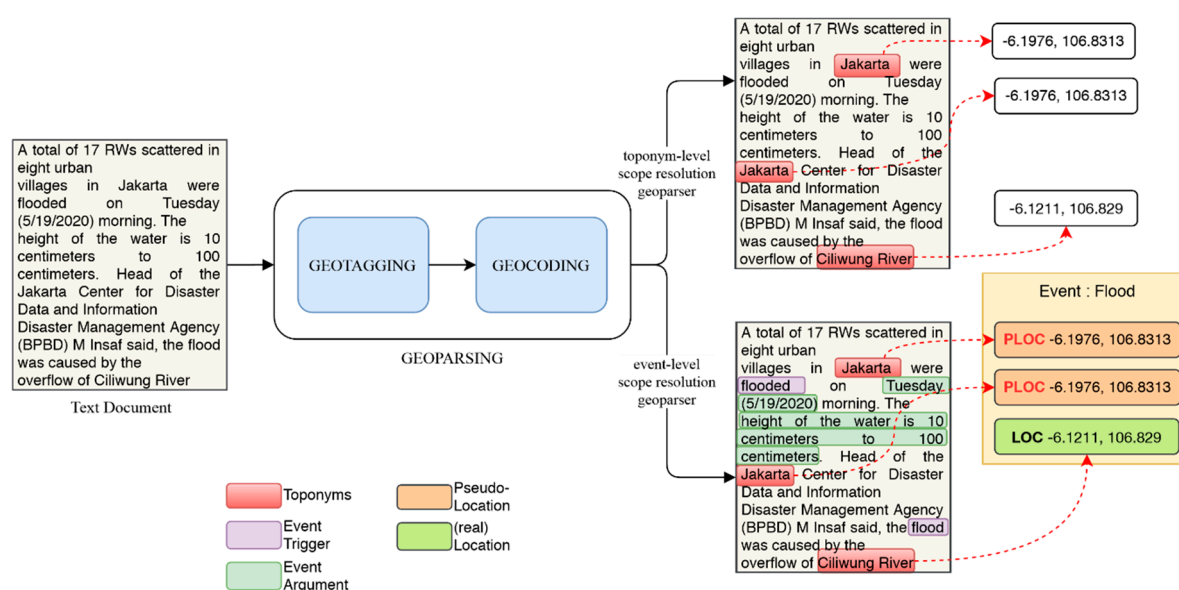 A total of 17 RWs scattered in
eight urban
villages in Jakarta were
flooded on Tuesday
(5/19/2020) morning. The
height of the water is 10
centimeters to 100
centimeters. Head of the
Jakarta Center for Disaster
Data and Information
Disaster Management Agency
(BPBD) M Insaf said, the flood
was caused by the
overflow of Ciliwung River
Text Document
GEOTAGGING
GEOCODING
GEOPARSING
toponym-level
scope resolution
geoparser
event-level
scope resolution
geoparser
A total of 17 RWs scattered in
eight urban
villages in Jakarta were
flooded on Tuesday
(5/19/2020) morning. The
height of the water is 10
centimeters to 100
centimeters. Head of the
Jakarta Center for Disaster
Data and Information
Disaster Management Agency
(BPBD) M Insaf said, the flood
was caused by the
overflow of Ciliwung River
-6.1976, 106.8313
-6.1976, 106.8313
-6.1211, 106.829
A total of 17 RWs scattered in
eight urban
villages in Jakarta were
flooded on Tuesday
(5/19/2020) morning. The
height of the water is 10
centimeters to 100
centimeters. Head of the
Jakarta Center for Disaster
Data and Information
Disaster Management Agency
(BPBD) M Insaf said, the flood
was caused by the
overflow of Ciliwung River
Event : Flood
PLOC -6.1976, 106.8313
PLOC -6.1976, 106.8313
LOC -6.1211, 106.829
Toponyms
Event
Trigger
Event
Argument
Pseudo-
Location
(real)
Location